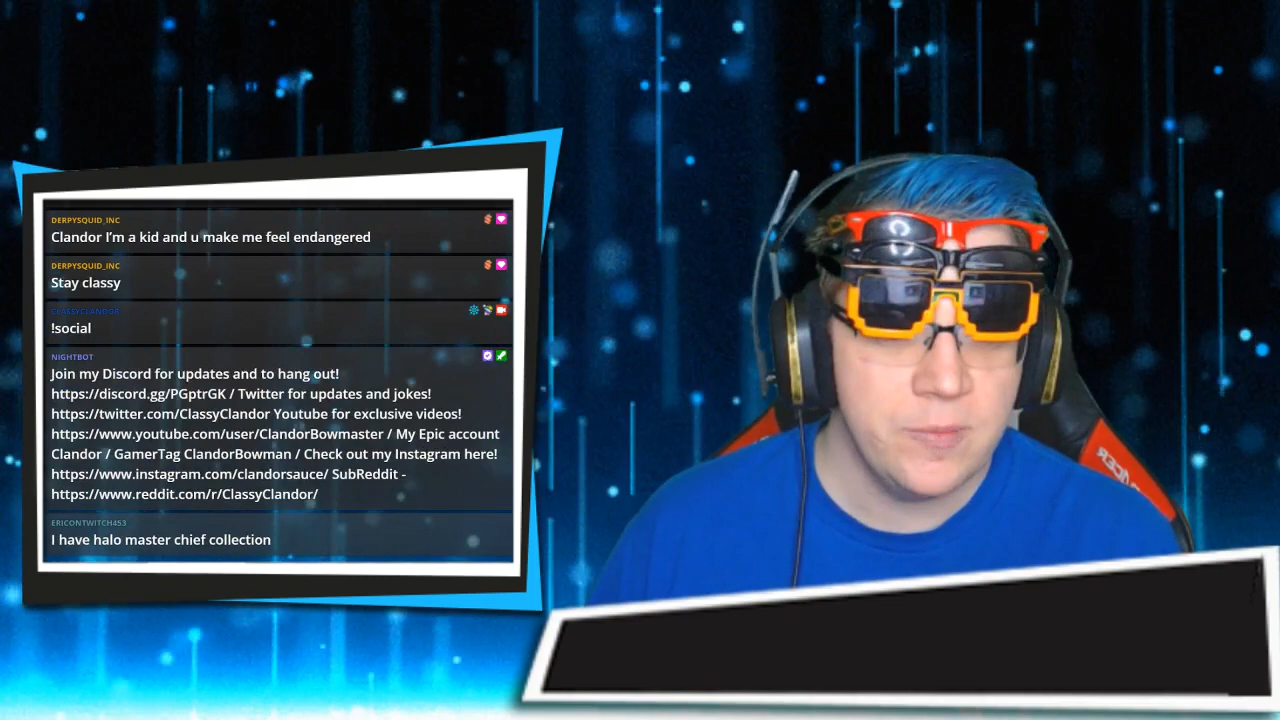 DERPYSQUID_INC
Clandor I'm a kid and u make me feel endangered
DERPYSQUID_INC
Stay classy
CLASSYCLANDOR
!social
NIGHTBOT
Join my Discord for updates and to hang out!
https://discord.gg/PGptrGK / Twitter for updates and jokes!
https://twitter.com/ClassyClandor Youtube for exclusive videos!
https://www.youtube.com/user/ClandorBowmaster / My Epic account
Clandor / GamerTag ClandorBowman / Check out my Instagram here!
https://www.instagram.com/clandorsauce/ SubReddit -
https://www.reddit.com/r/ClassyClandor/
ERICONTWITCH453
I have halo master chief collection